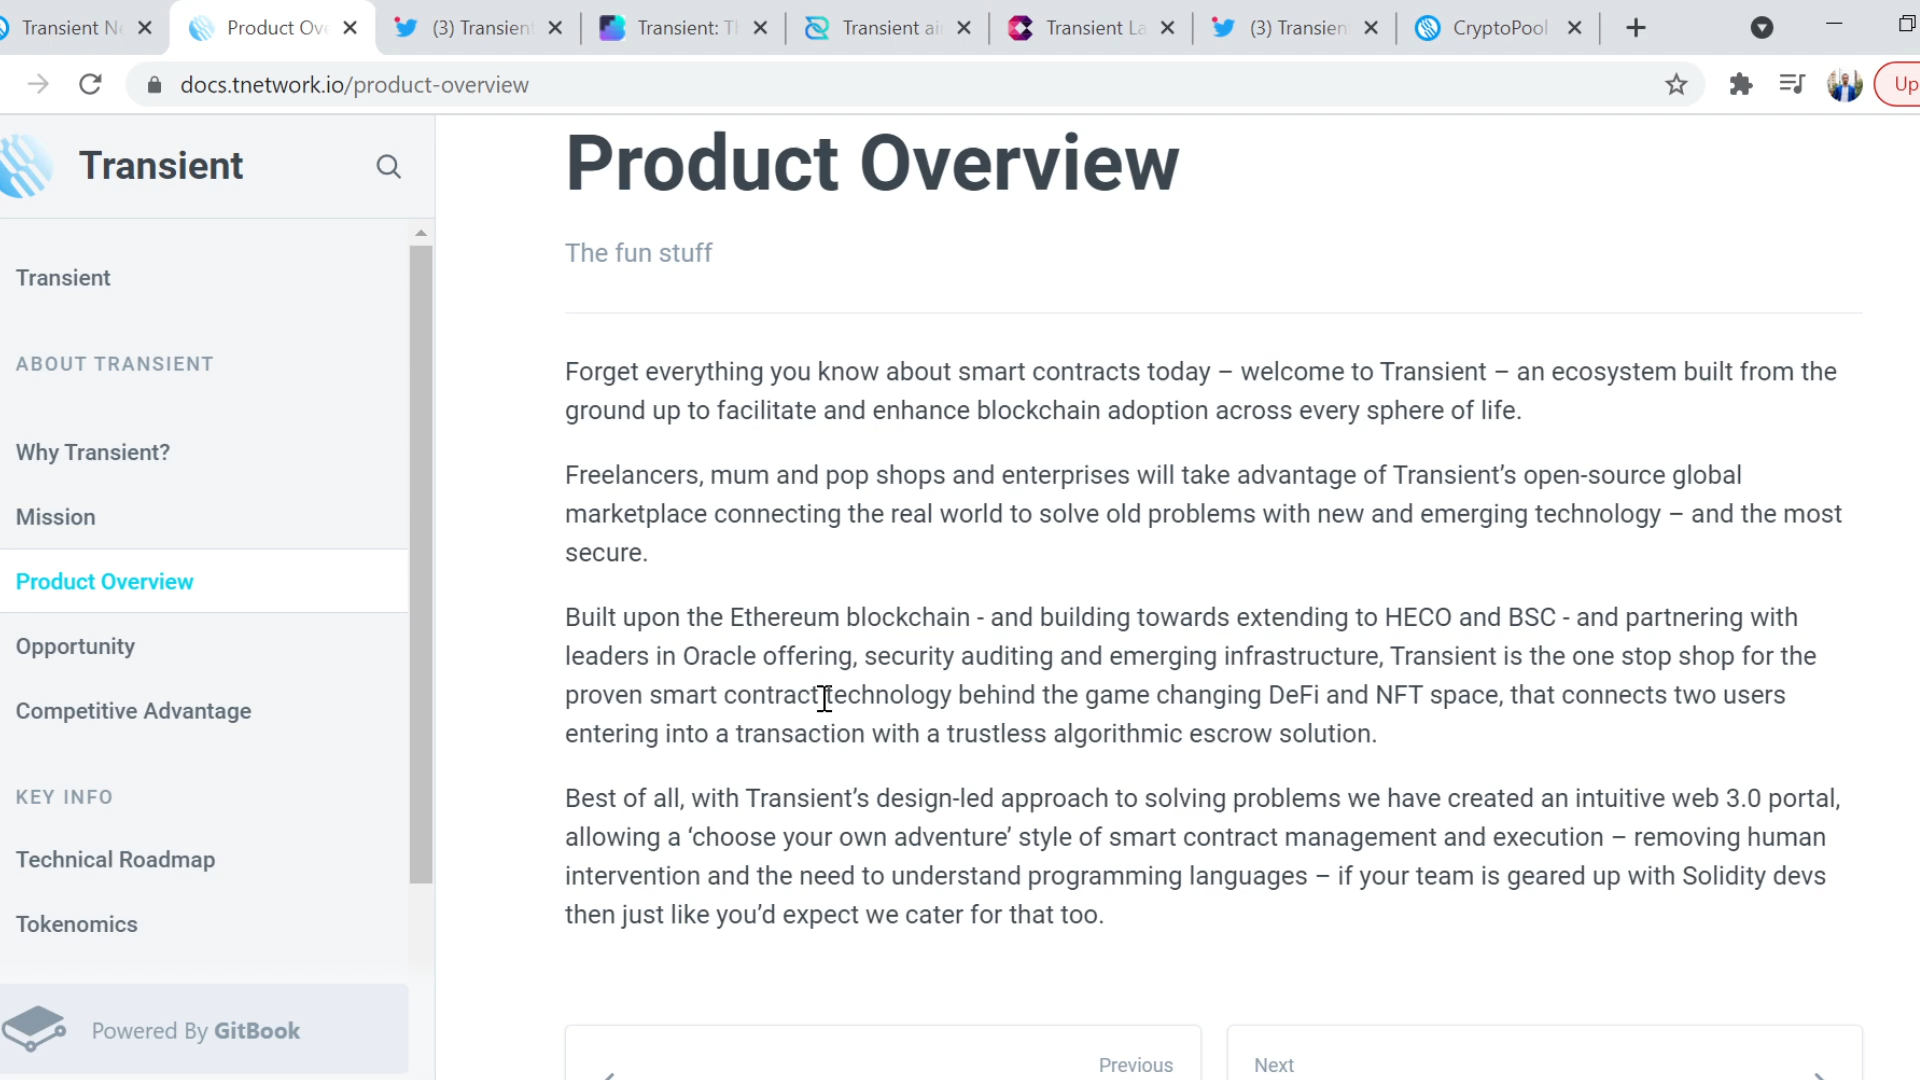 Transient Ne
Product Ov
(3) Transient
Transient: T
Transient ai
Transient La
(3) Transien
CryptoPool
docs.tnetwork.io/product-overview
Up
Transient
Transient
ABOUT TRANSIENT
Why Transient?
Mission
Product Overview
Opportunity
Competitive Advantage
KEY INFO
Technical Roadmap
Tokenomics
Powered By GitBook
Product Overview
The fun stuff
Forget everything you know about smart contracts today – welcome to Transient – an ecosystem built from the
ground up to facilitate and enhance blockchain adoption across every sphere of life.
Freelancers, mum and pop shops and enterprises will take advantage of Transient’s open-source global
marketplace connecting the real world to solve old problems with new and emerging technology – and the most
secure.
Built upon the Ethereum blockchain - and building towards extending to HECO and BSC - and partnering with
leaders in Oracle offering, security auditing and emerging infrastructure, Transient is the one stop shop for the
proven smart contract technology behind the game changing DeFi and NFT space, that connects two users
entering into a transaction with a trustless algorithmic escrow solution.
Best of all, with Transient’s design-led approach to solving problems we have created an intuitive web 3.0 portal,
allowing a ‘choose your own adventure’ style of smart contract management and execution – removing human
intervention and the need to understand programming languages – if your team is geared up with Solidity devs
then just like you’d expect we cater for that too.
Previous
Next